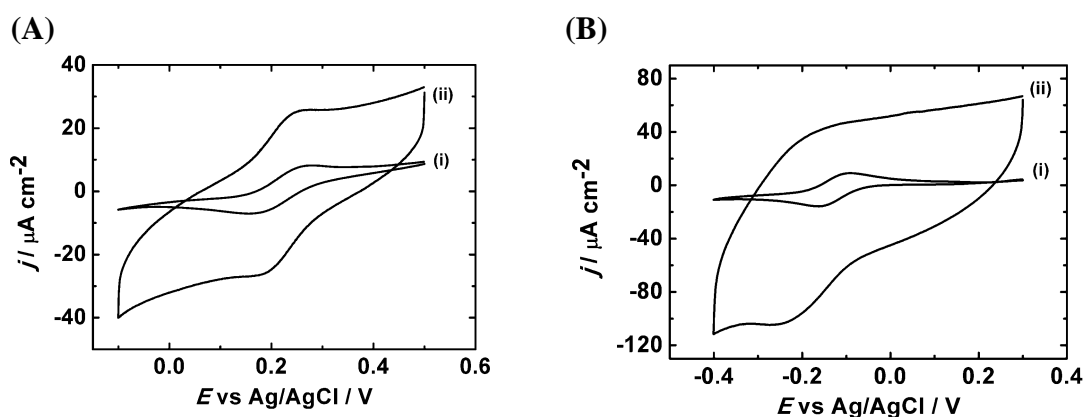 (A)
40
20
0
-20
-40
j / µA cm-2
(ii)
(i)
0.0 0.2 0.4 0.6
E vs Ag/AgCl / V
(B)
80
40
0
-40
-80
-120
j / µA cm-2
(ii)
(i)
-0.4 -0.2 0.0 0.2 0.4
E vs Ag/AgCl / V